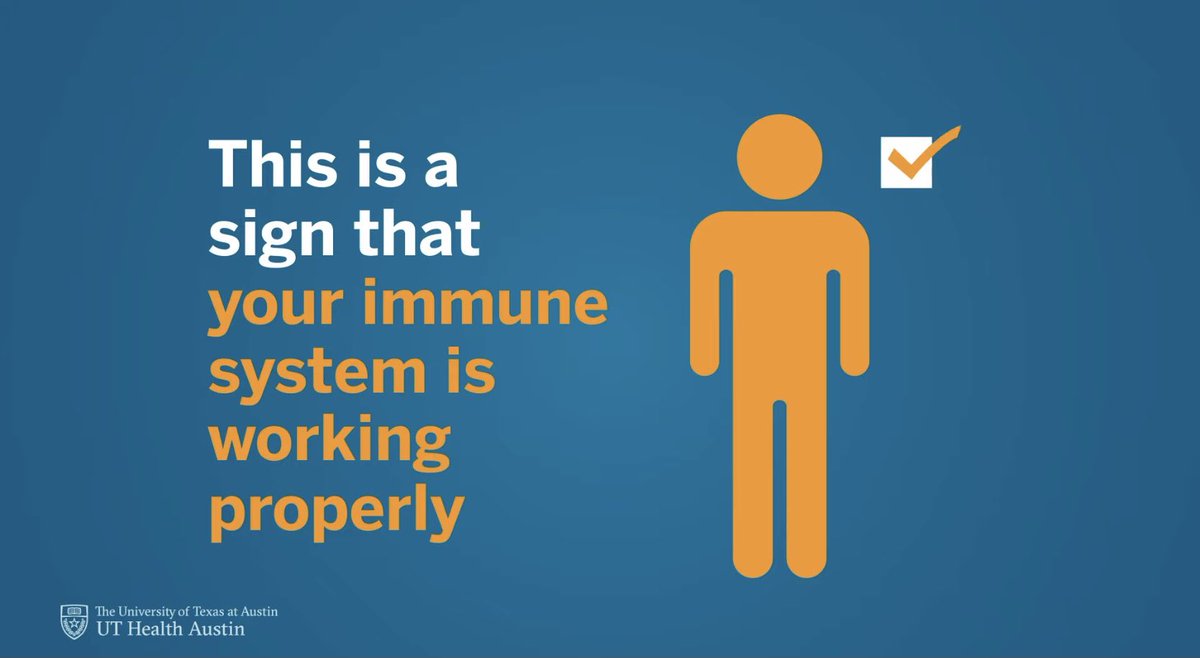 This is a
sign that
your immune
system is
working
properly
The University of Texas at Austin
UT Health Austin